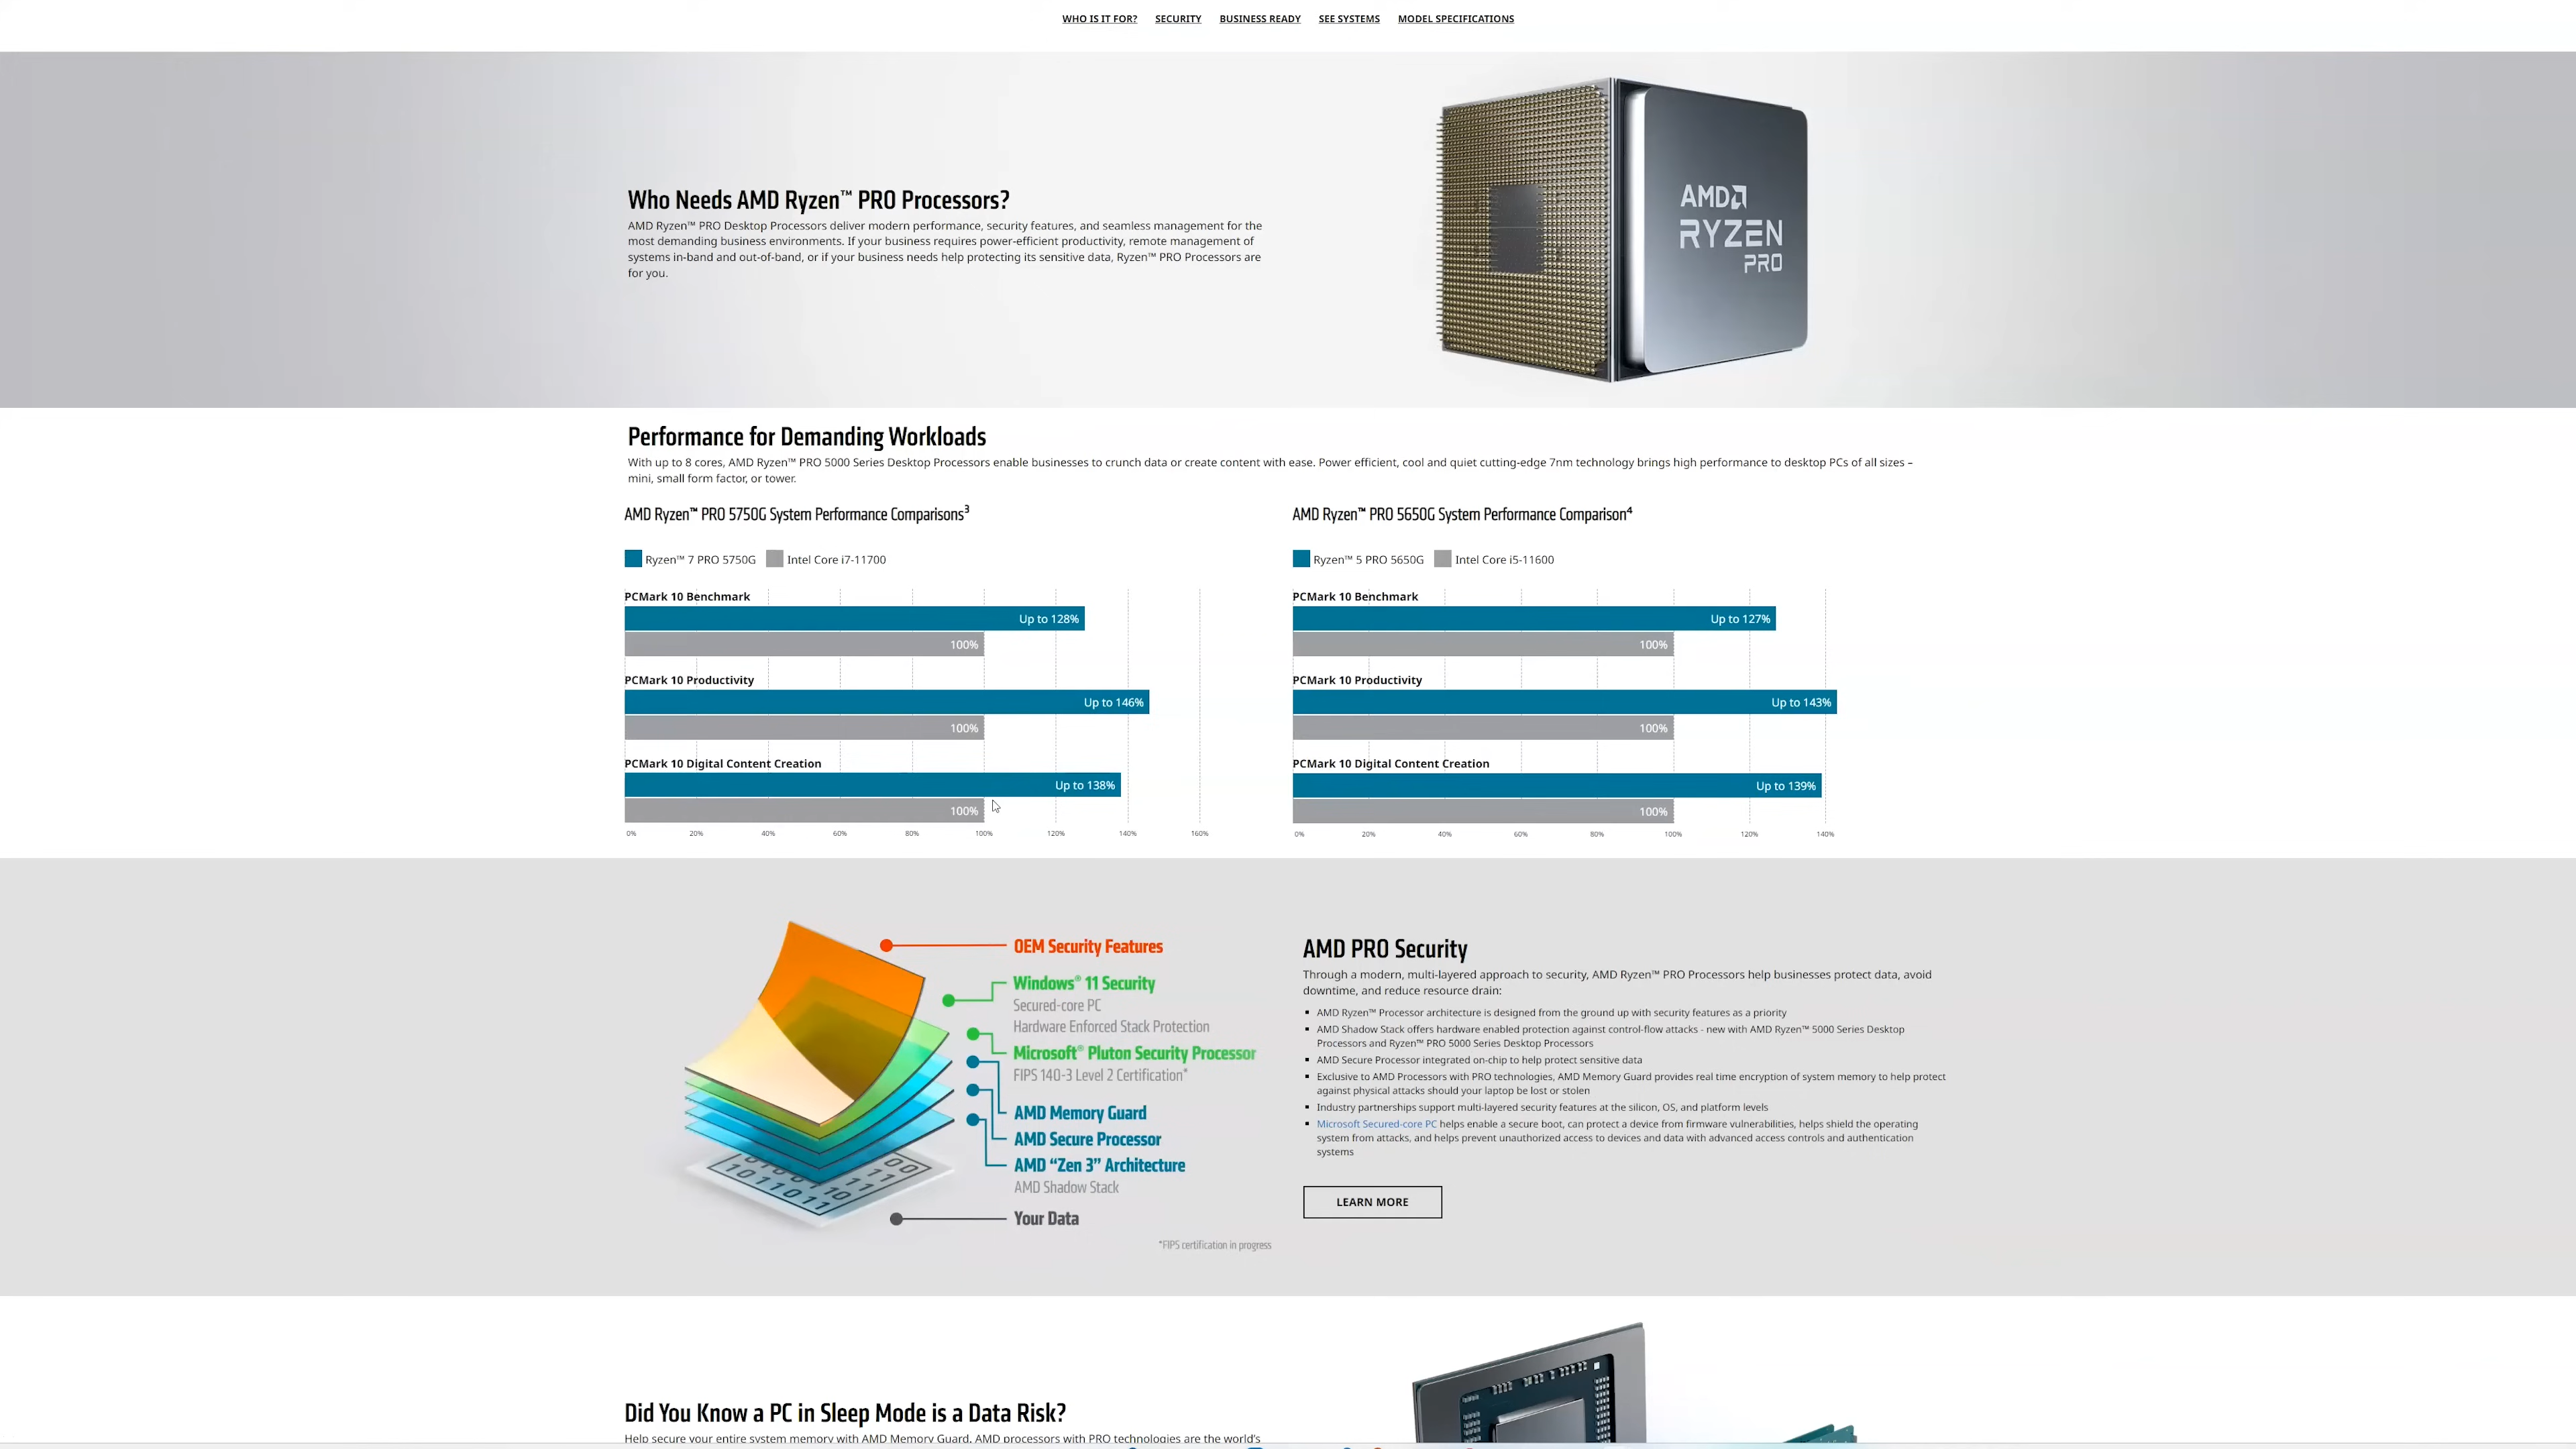 WHO IS IT FOR? SECURITY BUSINESS READY SEE SYSTEMS MODEL SPECIFICATIONS
Who Needs AMD Ryzen™ PRO Processors?
AMD Ryzen™ PRO Desktop Processors deliver modern performance, security features, and seamless management for the
most demanding business environments. If your business requires power-efficient productivity, remote management of
systems in-band and out-of-band, or if your business needs help protecting its sensitive data, Ryzen™ PRO Processors are
for you.
AMD
RYZEN
PRO
Performance for Demanding Workloads
With up to 8 cores, AMD Ryzen™ PRO 5000 Series Desktop Processors enable businesses to crunch data or create content with ease. Power efficient, cool and quiet cutting-edge 7nm technology brings high performance to desktop PCs of all sizes –
mini, small form factor, or tower.
AMD Ryzen™ PRO 5750G System Performance Comparisons³
Ryzen™ 7 PRO 5750G Intel Core i7-11700
PCMark 10 Benchmark
Up to 128%
100%
PCMark 10 Productivity
Up to 146%
100%
PCMark 10 Digital Content Creation
Up to 138%
100%
0% 20% 40% 60% 80% 100% 120% 140% 160%
AMD Ryzen™ PRO 5650G System Performance Comparison⁴
Ryzen™ 5 PRO 5650G Intel Core i5-11600
PCMark 10 Benchmark
Up to 127%
100%
PCMark 10 Productivity
Up to 143%
100%
PCMark 10 Digital Content Creation
Up to 139%
100%
0% 20% 40% 60% 80% 100% 120% 140%
OEM Security Features
Windows® 11 Security
Secured-core PC
Hardware Enforced Stack Protection
Microsoft® Pluton Security Processor
FIPS 140-3 Level 2 Certification*
AMD Memory Guard
AMD Secure Processor
AMD “Zen 3” Architecture
AMD Shadow Stack
Your Data
*FIPS certification in progress
AMD PRO Security
Through a modern, multi-layered approach to security, AMD Ryzen™ PRO Processors help businesses protect data, avoid
downtime, and reduce resource drain:
▪ AMD Ryzen™ Processor architecture is designed from the ground up with security features as a priority
▪ AMD Shadow Stack offers hardware enabled protection against control-flow attacks - new with AMD Ryzen™ 5000 Series Desktop
Processors and Ryzen™ PRO 5000 Series Desktop Processors
▪ AMD Secure Processor integrated on-chip to help protect sensitive data
▪ Exclusive to AMD Processors with PRO technologies, AMD Memory Guard provides real time encryption of system memory to help protect
against physical attacks should your laptop be lost or stolen
▪ Industry partnerships support multi-layered security features at the silicon, OS, and platform levels
▪ Microsoft Secured-core PC helps enable a secure boot, can protect a device from firmware vulnerabilities, helps shield the operating
system from attacks, and helps prevent unauthorized access to devices and data with advanced access controls and authentication
systems
LEARN MORE
Did You Know a PC in Sleep Mode is a Data Risk?
Help secure your entire system memory with AMD Memory Guard. AMD processors with PRO technologies are the world's